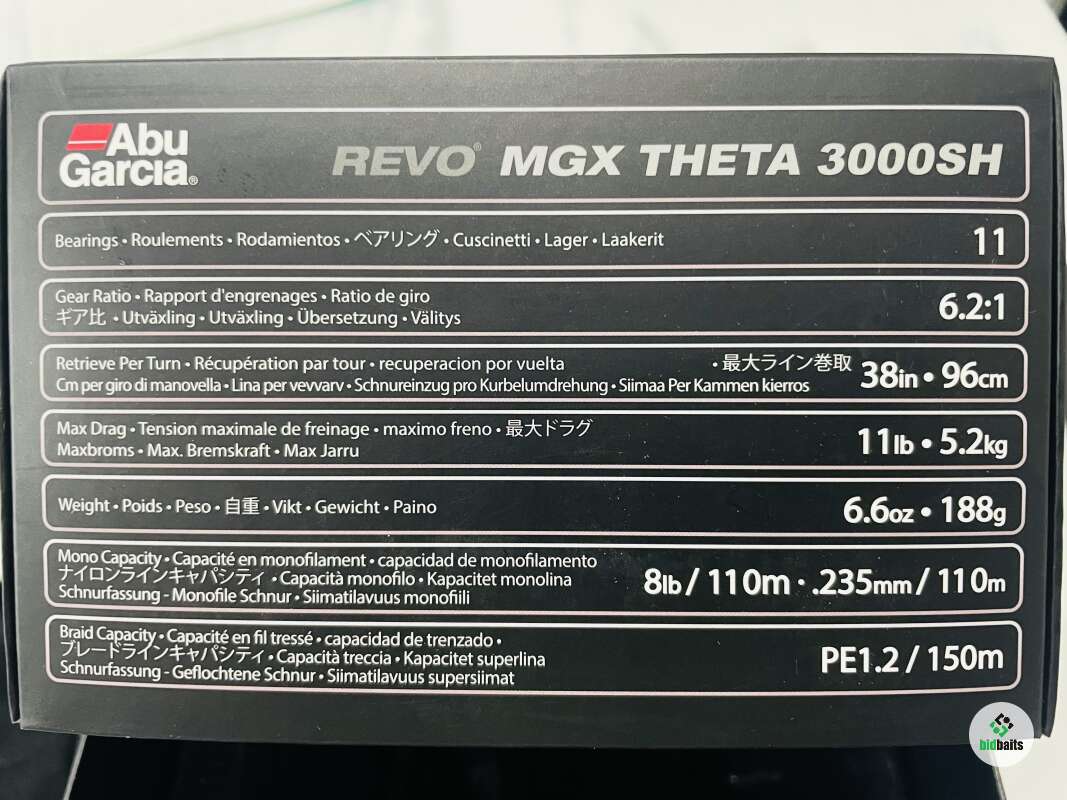 Abu Garcia®
REVO® MGX THETA 3000SH
Bearings • Roulements • Rodamientos • ベアリング • Cuscinetti • Lager • Laakerit
11
Gear Ratio • Rapport d'engrenages • Ratio de giro
ギア比 • Utväxling • Utväxling • Übersetzung • Välitys
6.2:1
Retrieve Per Turn • Récupération par tour • recuperacion por vuelta • 最大ライン巻取
Cm per giro di manovella • Lina per vevvarv • Schnureinzug pro Kurbelumdrehung • Siimaa Per Kammen kierros
38in • 96cm
Max Drag • Tension maximale de freinage • maximo freno • 最大ドラグ
Maxbroms • Max. Bremskraft • Max Jarru
11lb • 5.2kg
Weight • Poids • Peso • 自重 • Vikt • Gewicht • Paino
6.6oz • 188g
Mono Capacity • Capacité en monofilament • capacidad de monofilamento
ナイロンラインキャパシティ • Capacità monofilo • Kapacitet monolina
Schnurfassung - Monofile Schnur • Siimatilavuus monofiili
8lb / 110m · .235mm / 110m
Braid Capacity • Capacité en fil tressé • capacidad de trenzado •
ブレードラインキャパシティ • Capacità treccia • Kapacitet superlina
Schnurfassung - Geflochtene Schnur • Siimatilavuus supersiimat
PE1.2 / 150m
bidbaits